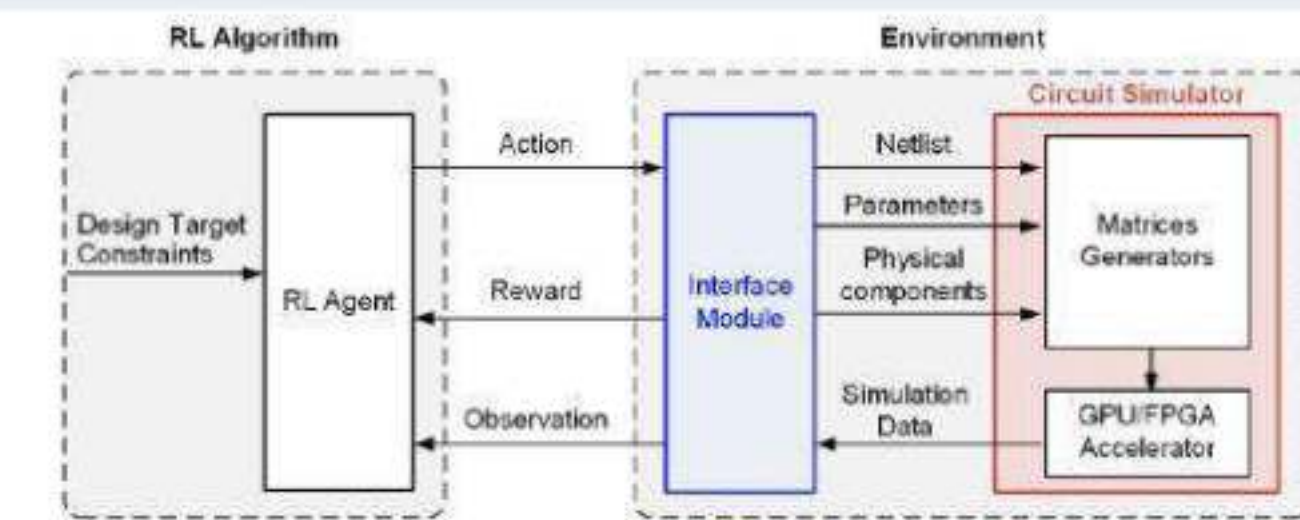 RL Algorithm
Environment
Circuit Simulator
Action
Netlist
Parameters
Design Target
Constraints
Matrices
Generators
Physical
components
Reward
Interface
Module
RL Agent
Simulation
Data
Observation
GPU/FPGA
Accelerator